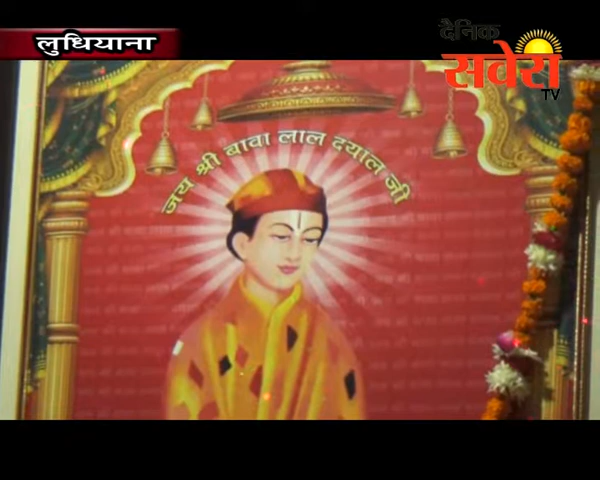 लुधियाना
दैनिक
सवेरा
TV
जय श्री बावा लाल दयाल जी